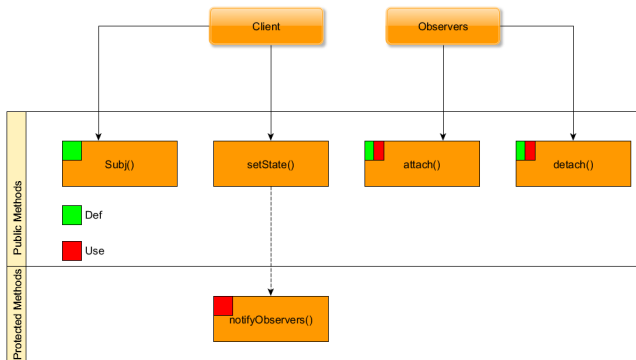 Client
Observers
Public Methods
Subj()
setState()
attach()
detach()
Def
Use
Protected Methods
notifyObservers()